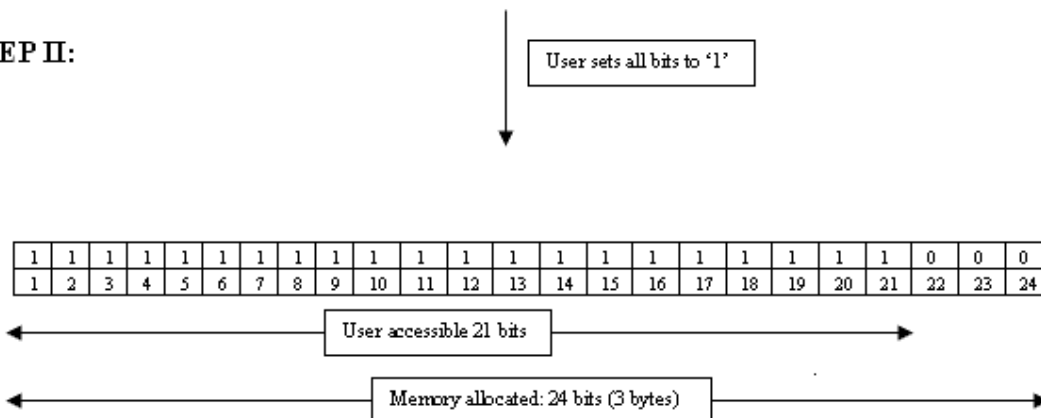 EP II:
User sets all bits to ‘1’
1 1 1 1 1 1 1 1 1 1 1 1 1 1 1 1 1 1 1 1 1 0 0 0
1 2 3 4 5 6 7 8 9 10 11 12 13 14 15 16 17 18 19 20 21 22 23 24
User accessible 21 bits
Memory allocated: 24 bits (3 bytes)